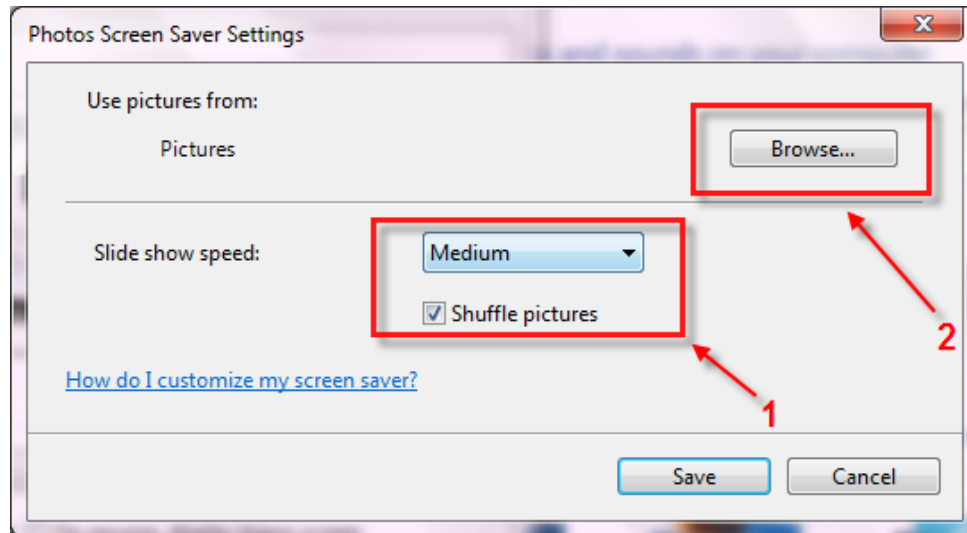 Photos Screen Saver Settings
Use pictures from:
Pictures
Browse...
2
Slide show speed:
Medium
Shuffle pictures
1
How do I customize my screen saver?
Save
Cancel